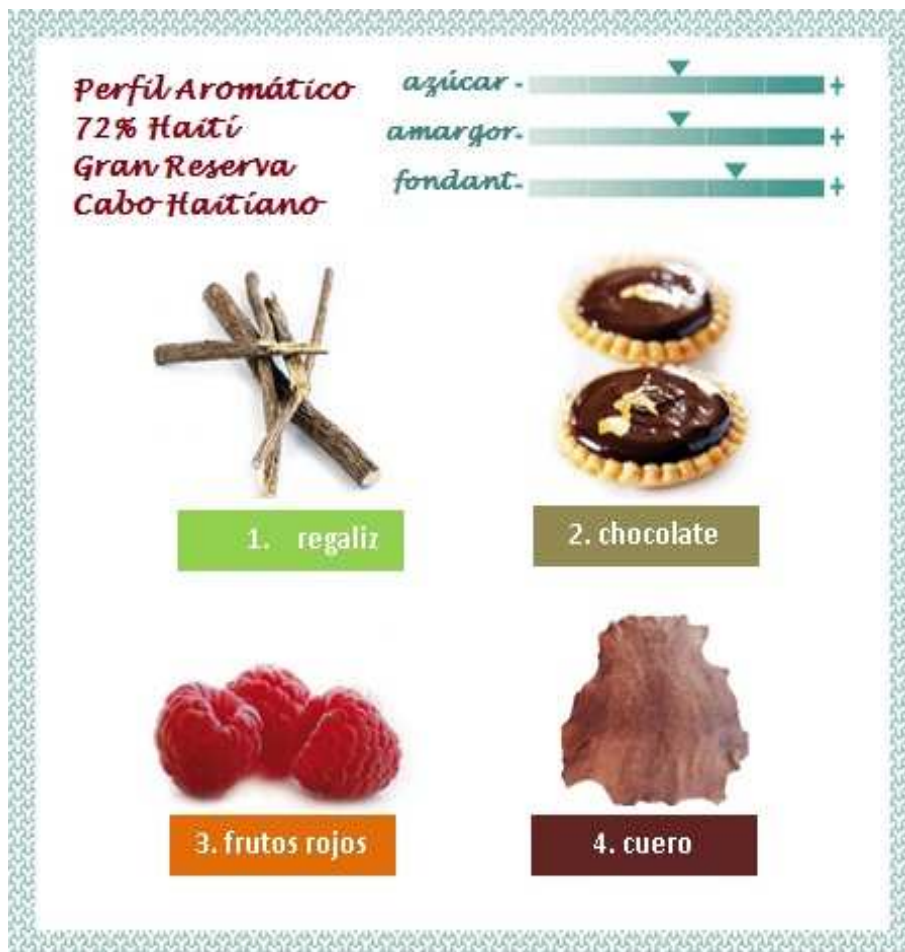 Perfil Aromático
72% Haití
Gran Reserva
Cabo Haitiano
azúcar - +
amargor- +
fondant- +
1. regaliz
2. chocolate
3. frutos rojos
4. cuero